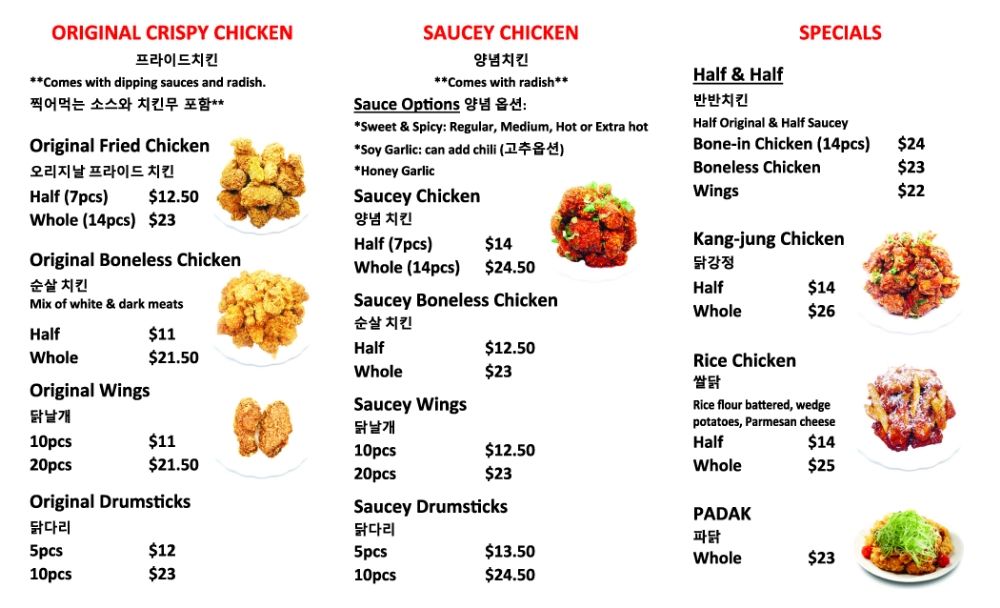 ORIGINAL CRISPY CHICKEN
프라이드치킨
**Comes with dipping sauces and radish.
찍어먹는 소스와 치킨무 포함**
Original Fried Chicken
오리지날 프라이드 치킨
Half (7pcs) $12.50
Whole (14pcs) $23
Original Boneless Chicken
순살 치킨
Mix of white & dark meats
Half $11
Whole $21.50
Original Wings
닭날개
10pcs $11
20pcs $21.50
Original Drumsticks
닭다리
5pcs $12
10pcs $23
SAUCEY CHICKEN
양념치킨
**Comes with radish**
Sauce Options 양념 옵션:
*Sweet & Spicy: Regular, Medium, Hot or Extra hot
*Soy Garlic: can add chili (고추옵션)
*Honey Garlic
Saucey Chicken
양념 치킨
Half (7pcs) $14
Whole (14pcs) $24.50
Saucey Boneless Chicken
순살 치킨
Half $12.50
Whole $23
Saucey Wings
닭날개
10pcs $12.50
20pcs $23
Saucey Drumsticks
닭다리
5pcs $13.50
10pcs $24.50
SPECIALS
Half & Half
반반치킨
Half Original & Half Saucey
Bone-in Chicken (14pcs) $24
Boneless Chicken $23
Wings $22
Kang-jung Chicken
닭강정
Half $14
Whole $26
Rice Chicken
쌀닭
Rice flour battered, wedge
potatoes, Parmesan cheese
Half $14
Whole $25
PADAK
파닭
Whole $23